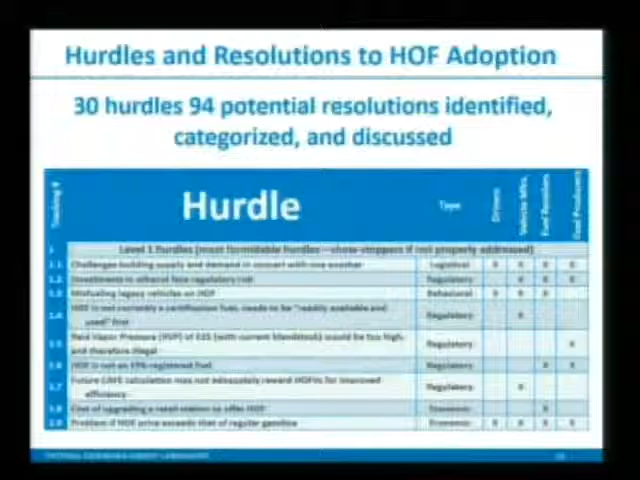 Hurdles and Resolutions to HOF Adoption
30 hurdles 94 potential resolutions identified,
categorized, and discussed
Tracking # Hurdle Type Drivers Vehicle Mfrs. Fuel Retailers Fuel Producers
1 Level 1 hurdles (most formidable hurdles—show-stoppers if not properly addressed)
1.1 Challenges building supply and demand in concert with one another Logistical X X X X
1.2 Investments in ethanol face regulatory risk Regulatory X X X
1.3 Misfueling legacy vehicles on HOF Behavioral X X X
1.4 HOF is not currently a certification fuel, needs to be "readily available and Regulatory X
used" first
1.5 Reid Vapor Pressure (RVP) of E25 (with current blendstock) would be too high, Regulatory X
and therefore illegal
1.6 HOF is not an EPA-registered fuel Regulatory X X
1.7 Future CAFE calculation may not adequately reward HOFVs for improved Regulatory X
efficiency
1.8 Cost of upgrading a retail station to offer HOF Economic X
1.9 Problem if HOF price exceeds that of regular gasoline Economic X X X X
NATIONAL RENEWABLE ENERGY LABORATORY